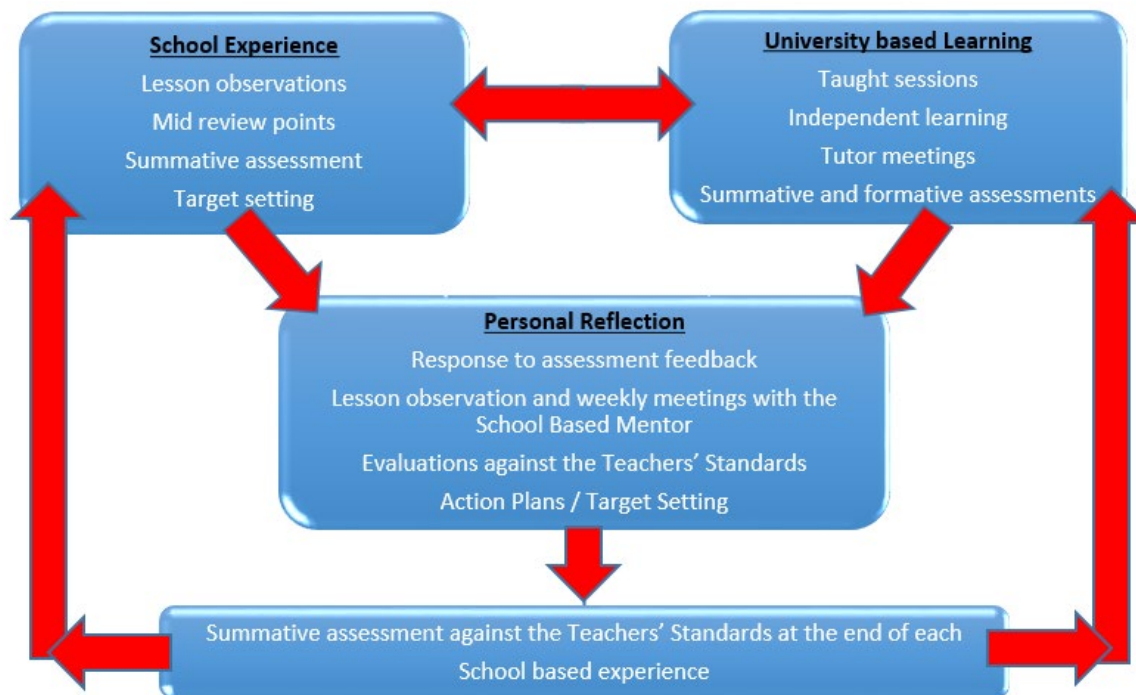 School Experience
Lesson observations
Mid review points
Summative assessment
Target setting
University based Learning
Taught sessions
Independent learning
Tutor meetings
Summative and formative assessments
Personal Reflection
Response to assessment feedback
Lesson observation and weekly meetings with the
School Based Mentor
Evaluations against the Teachers’ Standards
Action Plans / Target Setting
Summative assessment against the Teachers’ Standards at the end of each
School based experience